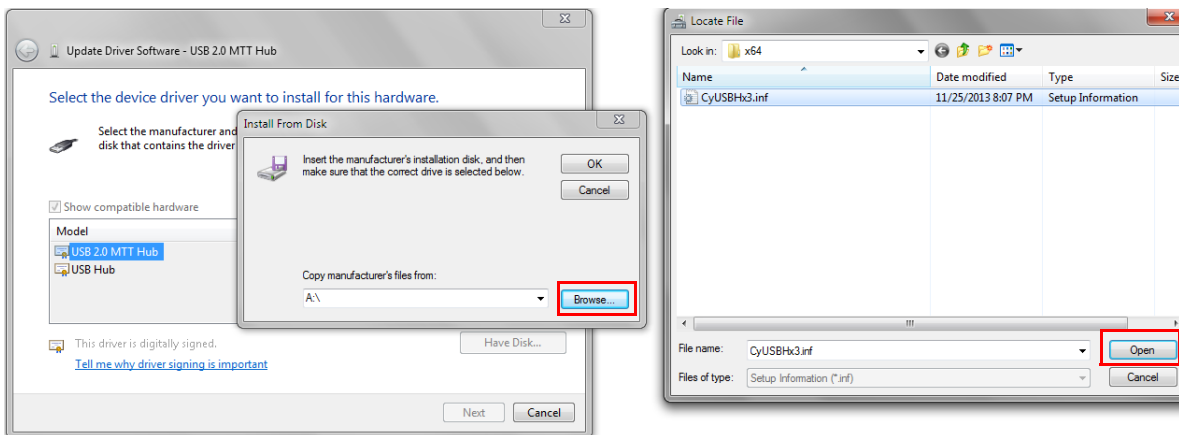 Update Driver Software - USB 2.0 MTT Hub
Select the device driver you want to install for this hardware.
Select the manufacturer and
disk that contains the driver
Show compatible hardware
Model
USB 2.0 MTT Hub
USB Hub
This driver is digitally signed.
Tell me why driver signing is important
Have Disk...
Next
Cancel
Install From Disk
Insert the manufacturer's installation disk, and then
make sure that the correct drive is selected below.
OK
Cancel
Copy manufacturer's files from:
A:\
Browse...
Locate File
Look in: x64
Name Date modified Type Size
CyUSBHx3.inf 11/25/2013 8:07 PM Setup Information
File name: CyUSBHx3.inf Open
Files of type: Setup Information (*.inf) Cancel